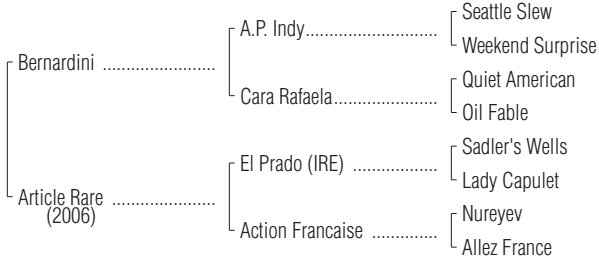 Seattle Slew
A.P. Indy
Weekend Surprise
Bernardini
Quiet American
Cara Rafaela
Oil Fable
Sadler's Wells
El Prado (IRE)
Lady Capulet
Article Rare
(2006)
Nureyev
Action Francaise
Allez France